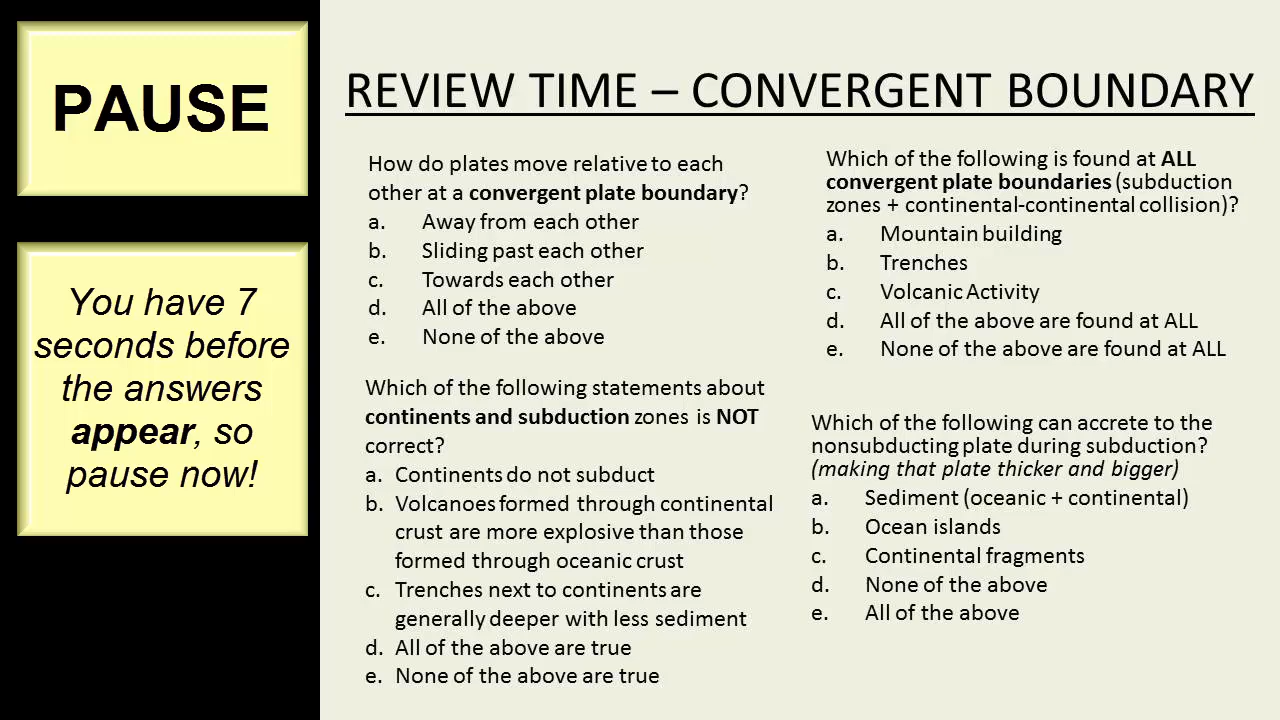 PAUSE
You have 7
seconds before
the answers
appear, so
pause now!
REVIEW TIME – CONVERGENT BOUNDARY
How do plates move relative to each
other at a convergent plate boundary?
a. Away from each other
b. Sliding past each other
c. Towards each other
d. All of the above
e. None of the above
Which of the following statements about
continents and subduction zones is NOT
correct?
a. Continents do not subduct
b. Volcanoes formed through continental
crust are more explosive than those
formed through oceanic crust
c. Trenches next to continents are
generally deeper with less sediment
d. All of the above are true
e. None of the above are true
Which of the following is found at ALL
convergent plate boundaries (subduction
zones + continental-continental collision)?
a. Mountain building
b. Trenches
c. Volcanic Activity
d. All of the above are found at ALL
e. None of the above are found at ALL
Which of the following can accrete to the
nonsubducting plate during subduction?
(making that plate thicker and bigger)
a. Sediment (oceanic + continental)
b. Ocean islands
c. Continental fragments
d. None of the above
e. All of the above